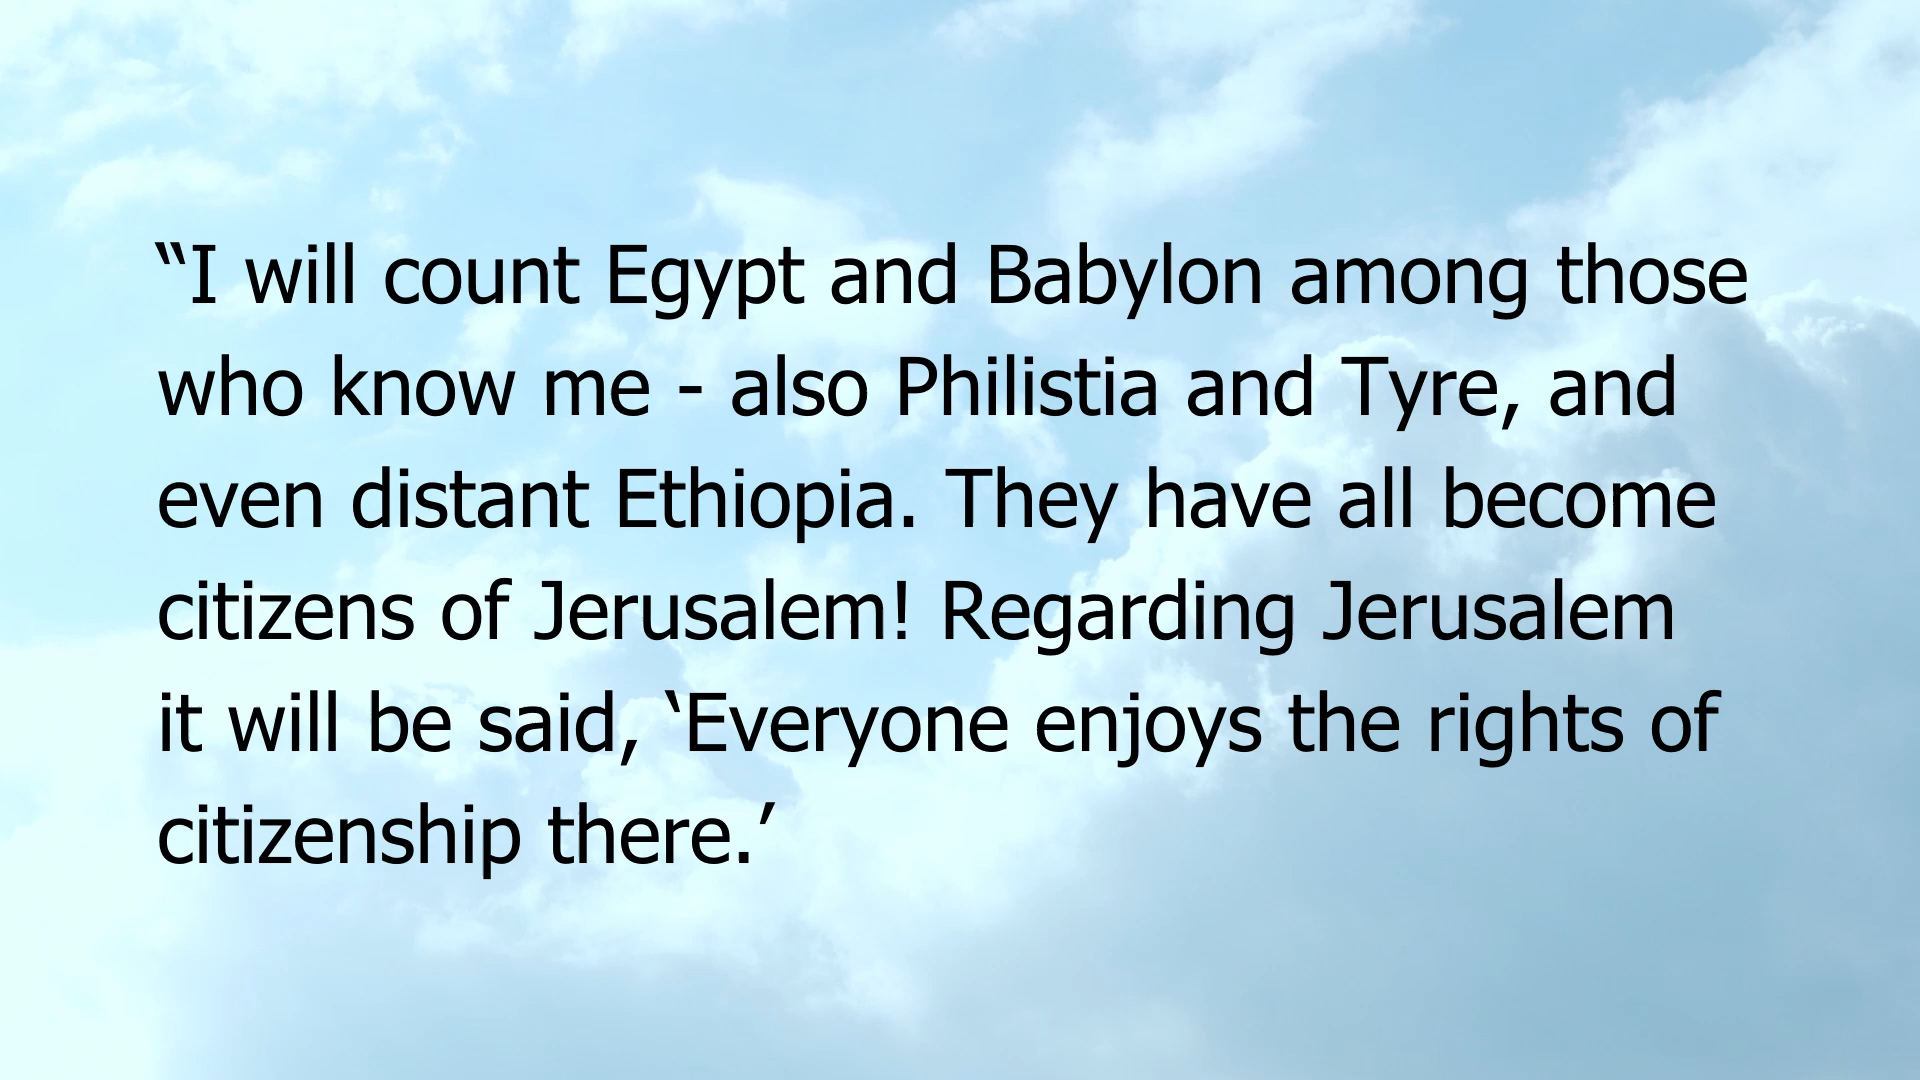 “I will count Egypt and Babylon among those
who know me - also Philistia and Tyre, and
even distant Ethiopia. They have all become
citizens of Jerusalem! Regarding Jerusalem
it will be said, ‘Everyone enjoys the rights of
citizenship there.’